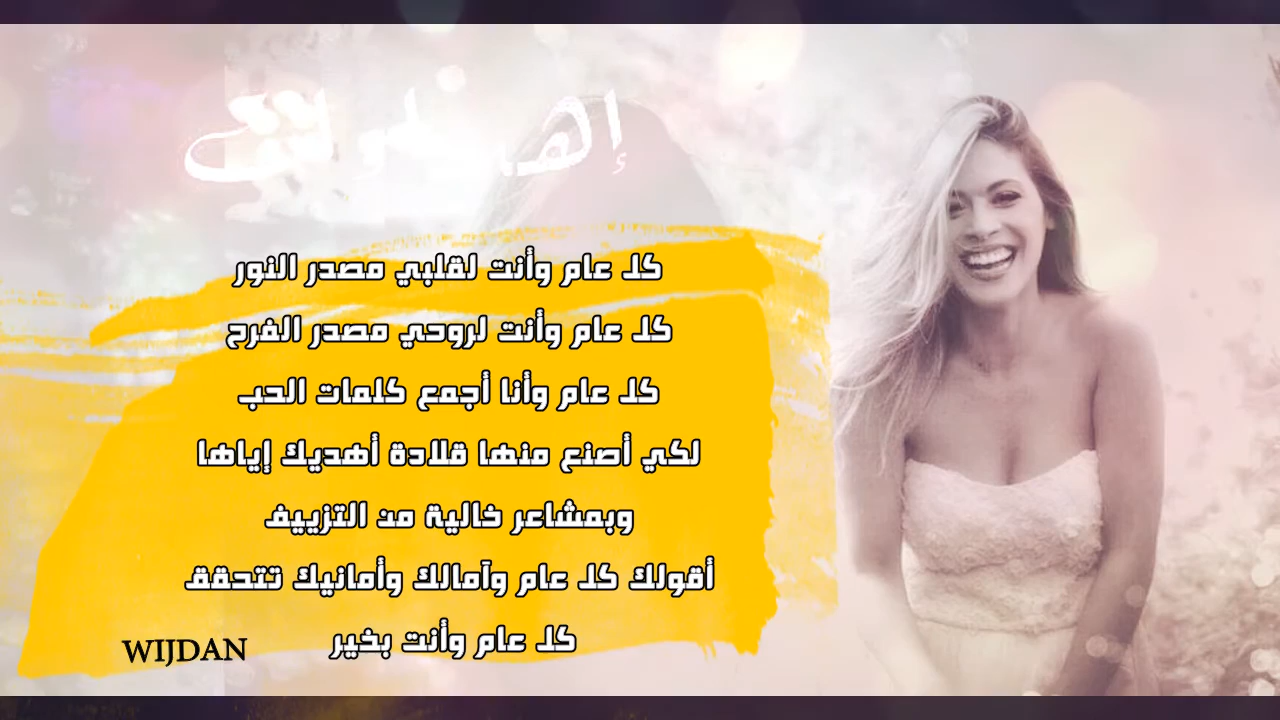 كل عام وأنت لقلبي مصدر النور
كل عام وأنت لروحي مصدر الفرح
كل عام وأنا أجمع كلمات الحب
لكي أصنع منها قلادة أهديك إياها
وبمشاعر خالية من التزييف
أقولك كل عام وآمالك وأمانيك تتحقق
كل عام وأنت بخير
WIJDAN